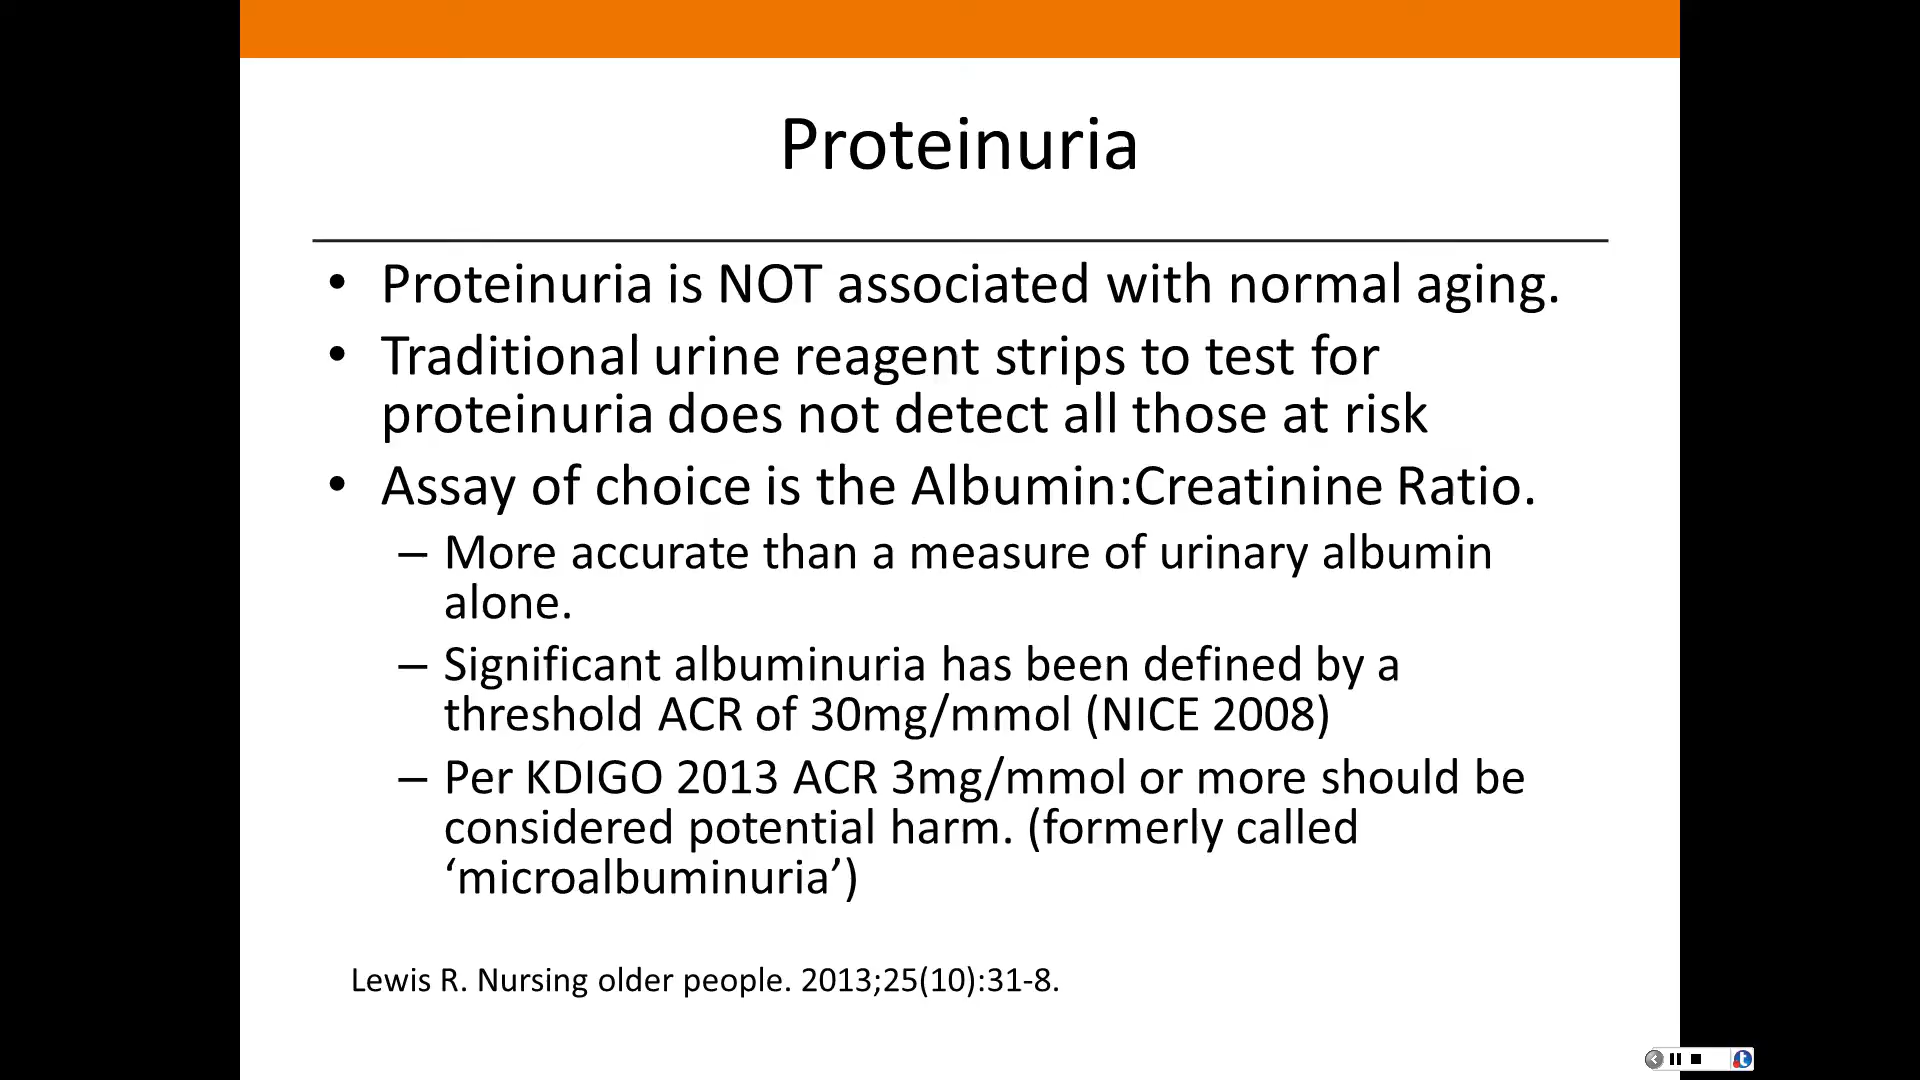 Proteinuria
• Proteinuria is NOT associated with normal aging.
• Traditional urine reagent strips to test for
proteinuria does not detect all those at risk
• Assay of choice is the Albumin:Creatinine Ratio.
– More accurate than a measure of urinary albumin
alone.
– Significant albuminuria has been defined by a
threshold ACR of 30mg/mmol (NICE 2008)
– Per KDIGO 2013 ACR 3mg/mmol or more should be
considered potential harm. (formerly called
‘microalbuminuria’)
Lewis R. Nursing older people. 2013;25(10):31-8.
t